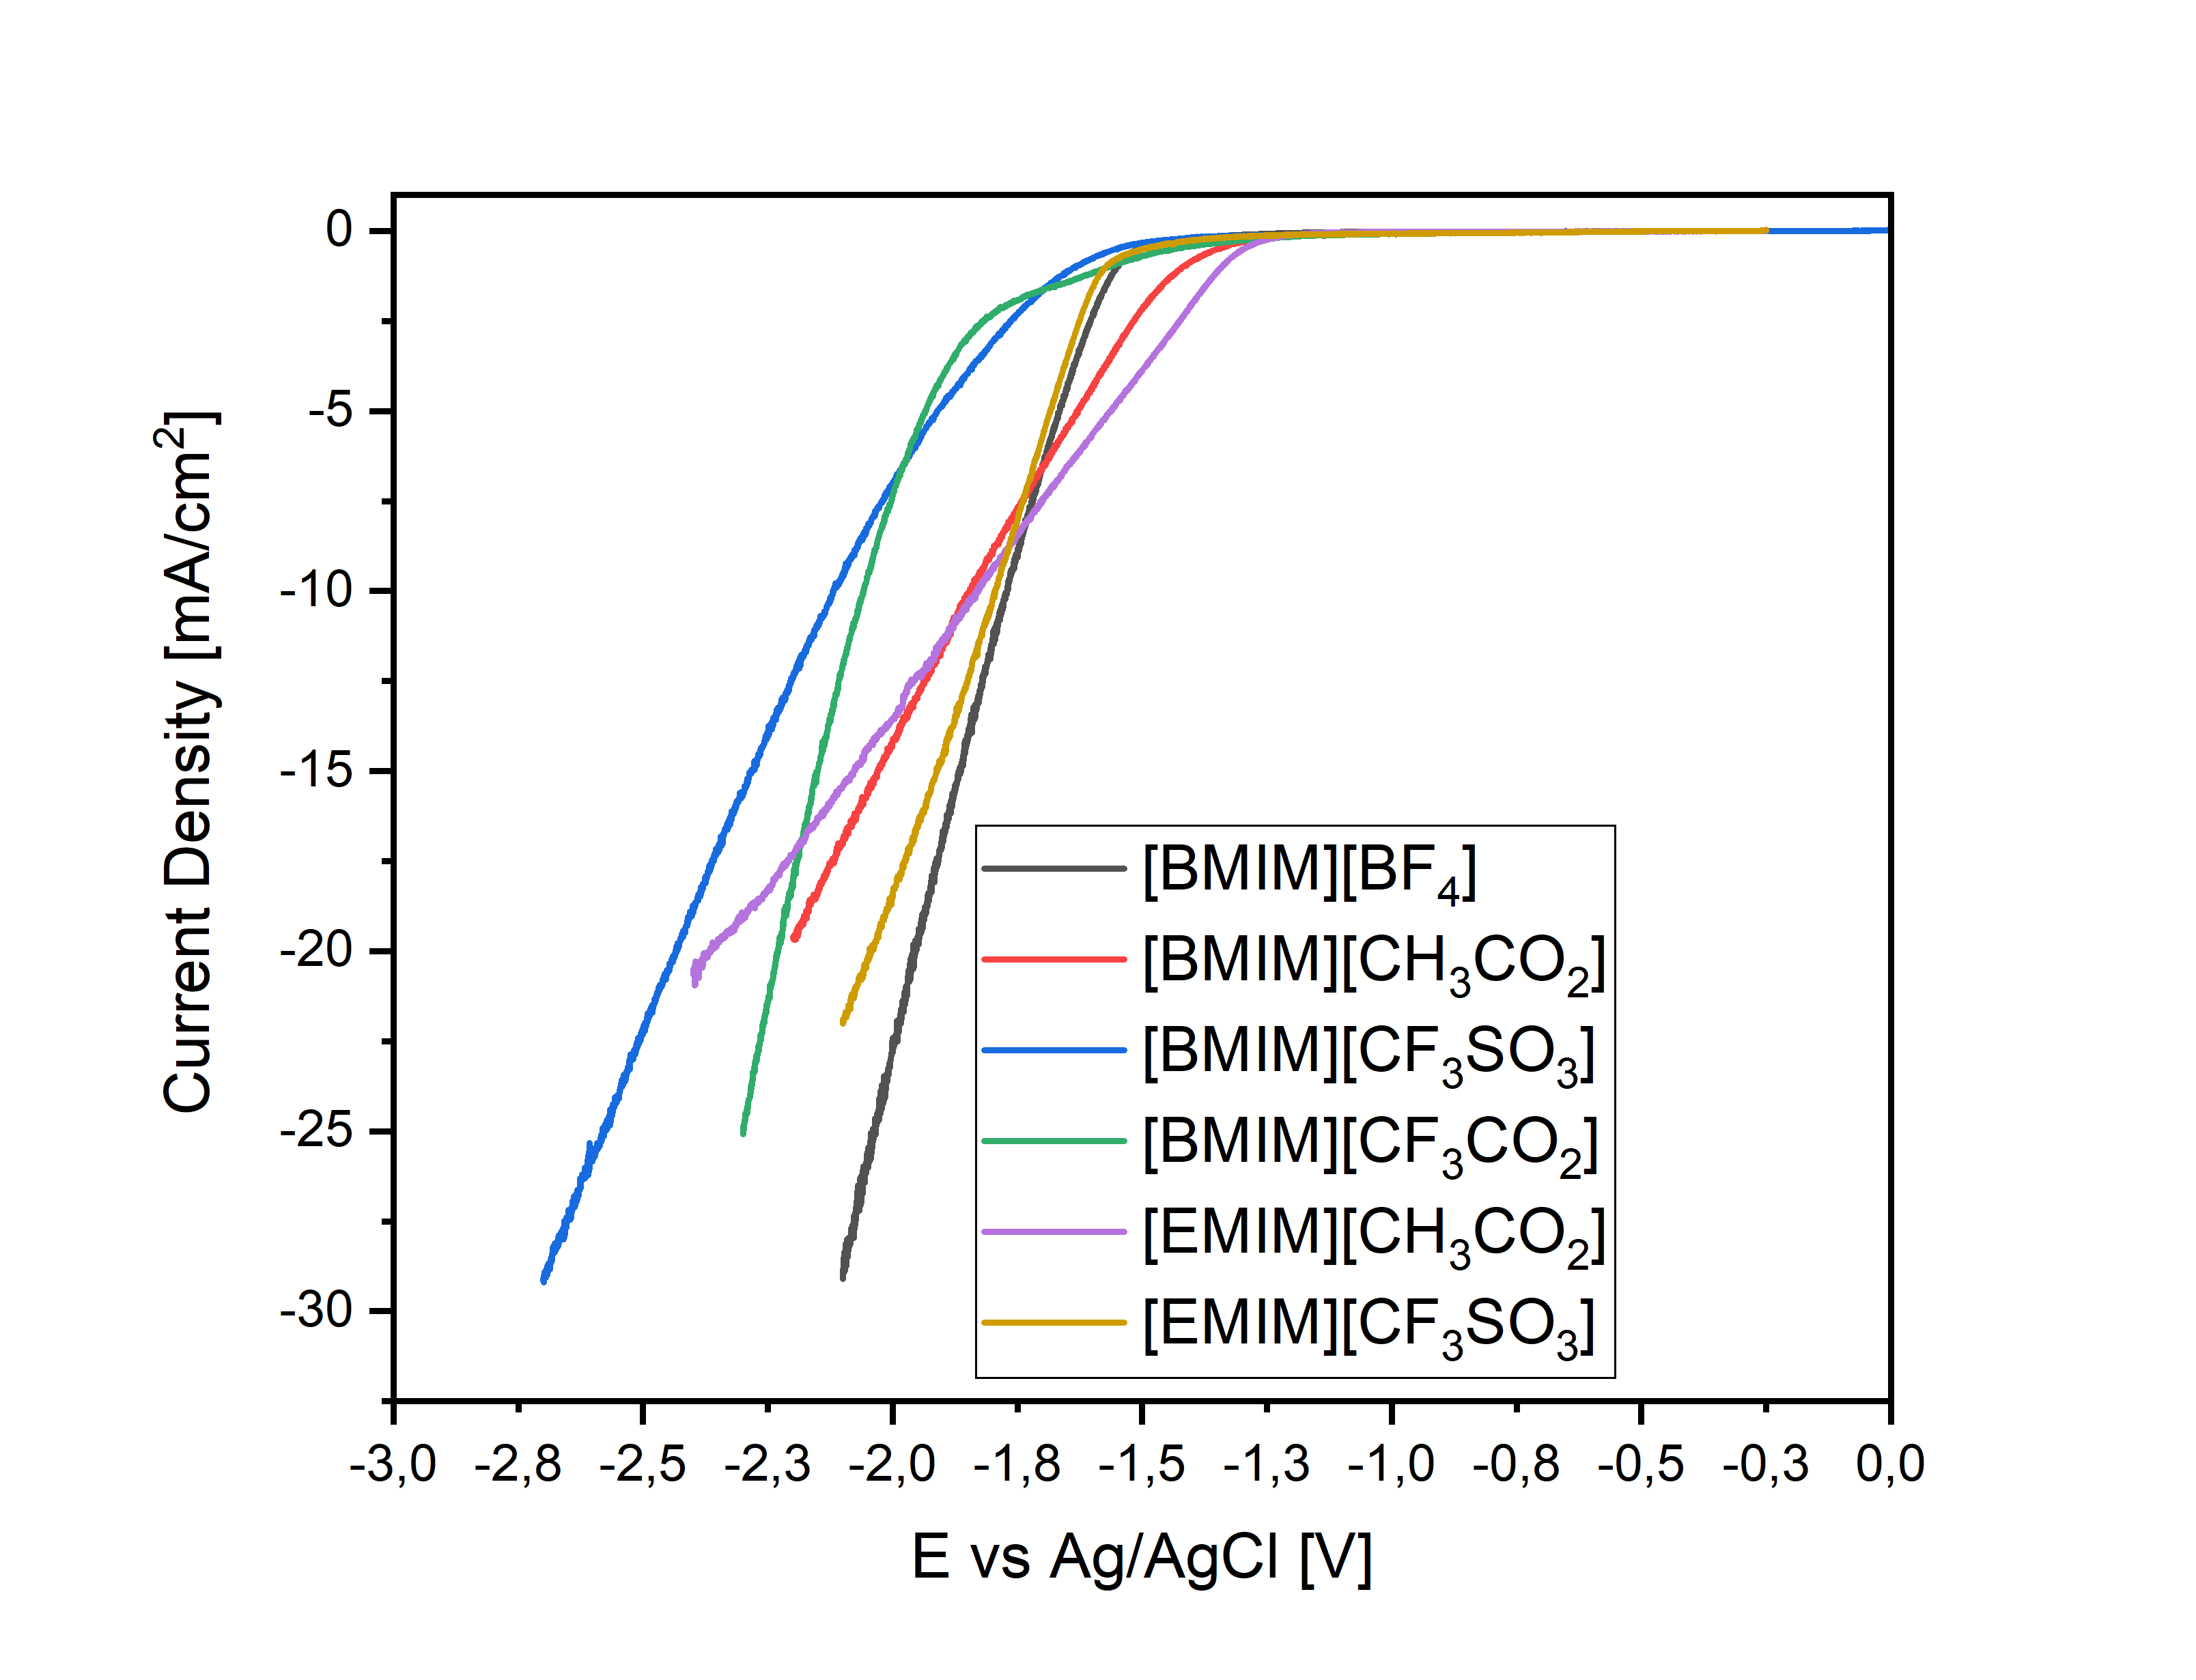 0
-5
-10
-15
-20
-25
-30
Current Density [mA/cm²]
[BMIM][BF₄]
[BMIM][CH₃CO₂]
[BMIM][CF₃SO₃]
[BMIM][CF₃CO₂]
[EMIM][CH₃CO₂]
[EMIM][CF₃SO₃]
-3,0 -2,8 -2,5 -2,3 -2,0 -1,8 -1,5 -1,3 -1,0 -0,8 -0,5 -0,3 0,0
E vs Ag/AgCl [V]